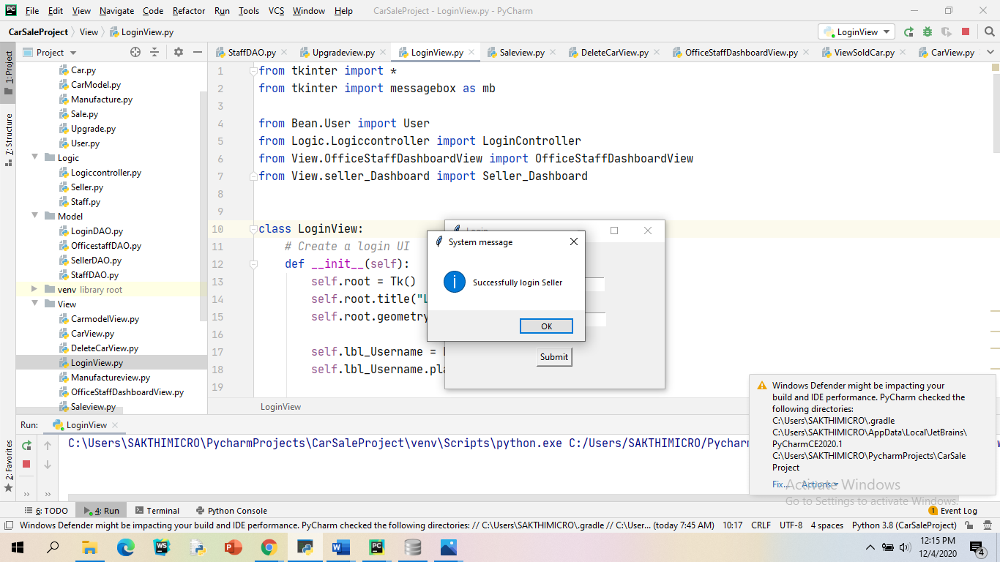 File Edit View Navigate Code Refactor Run Tools VCS Window Help CarSaleProject - LoginView.py - PyCharm
CarSaleProject View LoginView.py LoginView
Project StaffDAO.py Upgradeview.py LoginView.py Saleview.py DeleteCarView.py OfficeStaffDashboardView.py ViewSoldCar.py CarView.py
1: Project
7: Structure
2: Favorites
Car.py
CarModel.py
Manufacture.py
Sale.py
Upgrade.py
User.py
Logic
Logiccontroller.py
Seller.py
Staff.py
Model
LoginDAO.py
OfficestaffDAO.py
SellerDAO.py
StaffDAO.py
venv library root
View
CarmodelView.py
CarView.py
DeleteCarView.py
LoginView.py
Manufactureview.py
OfficeStaffDashboardView.py
Saleview.py
1 from tkinter import *
2 from tkinter import messagebox as mb
3
4 from Bean.User import User
5 from Logic.Logiccontroller import LoginController
6 from View.OfficeStaffDashboardView import OfficeStaffDashboardView
7 from View.seller_Dashboard import Seller_Dashboard
8
9
10 class LoginView:
11 # Create a login UI
12 def __init__(self):
13 self.root = Tk()
14 self.root.title("L
15 self.root.geometry
16
17 self.lbl_Username =
18 self.lbl_Username.pla
19
LoginView
Login
System message
Successfully login Seller
OK
Submit
Windows Defender might be impacting your
build and IDE performance. PyCharm checked the
following directories:
C:\Users\SAKTHIMICRO\.gradle
C:\Users\SAKTHIMICRO\AppData\Local\JetBrains\
PyCharmCE2020.1
C:\Users\SAKTHIMICRO\PycharmProjects\CarSale
Project
Fix... Actions
Activate Windows
Go to Settings to activate Windows.
Run: LoginView
C:\Users\SAKTHIMICRO\PycharmProjects\CarSaleProject\venv\Scripts\python.exe C:/Users/SAKTHIMICRO/Pycharm
6: TODO 4: Run Terminal Python Console 1 Event Log
Windows Defender might be impacting your build and IDE performance. PyCharm checked the following directories: // C:\Users\SAKTHIMICRO\.gradle // C:\User... (today 7:45 AM) 10:17 CRLF UTF-8 4 spaces Python 3.8 (CarSaleProject)
12:15 PM
12/4/2020
4